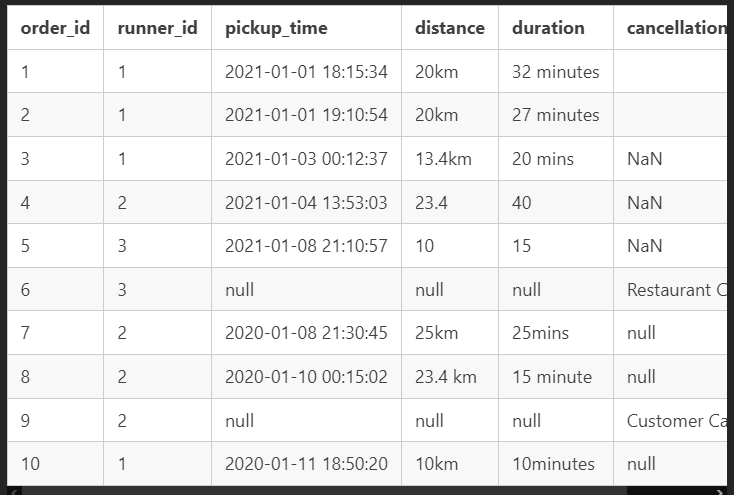 order_id runner_id pickup_time distance duration cancellation
1 1 2021-01-01 18:15:34 20km 32 minutes
2 1 2021-01-01 19:10:54 20km 27 minutes
3 1 2021-01-03 00:12:37 13.4km 20 mins NaN
4 2 2021-01-04 13:53:03 23.4 40 NaN
5 3 2021-01-08 21:10:57 10 15 NaN
6 3 null null null Restaurant C
7 2 2020-01-08 21:30:45 25km 25mins null
8 2 2020-01-10 00:15:02 23.4 km 15 minute null
9 2 null null null Customer Ca
10 1 2020-01-11 18:50:20 10km 10minutes null